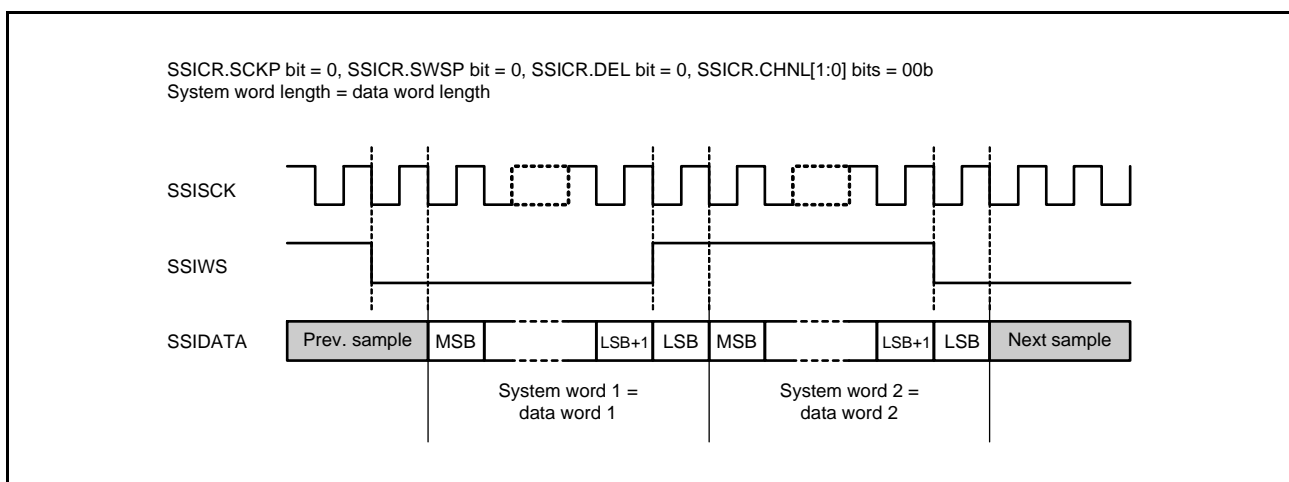 SSICR.SCKP bit = 0, SSICR.SWSP bit = 0, SSICR.DEL bit = 0, SSICR.CHNL[1:0] bits = 00b
System word length = data word length
SSISCK
SSIWS
SSIDATA
Prev. sample
MSB
LSB+1
LSB
MSB
LSB+1
LSB
Next sample
System word 1 =
data word 1
System word 2 =
data word 2